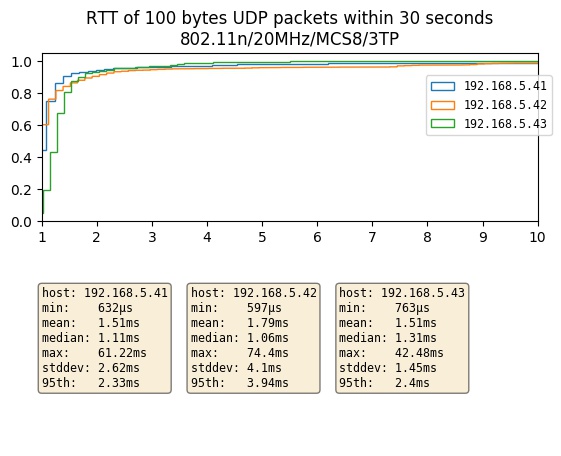 RTT of 100 bytes UDP packets within 30 seconds
802.11n/20MHz/MCS8/3TP
1.0
0.8
0.6
0.4
0.2
0.0
192.168.5.41
192.168.5.42
192.168.5.43
1 2 3 4 5 6 7 8 9 10
host: 192.168.5.41
min: 632µs
mean: 1.51ms
median: 1.11ms
max: 61.22ms
stddev: 2.62ms
95th: 2.33ms
host: 192.168.5.42
min: 597µs
mean: 1.79ms
median: 1.06ms
max: 74.4ms
stddev: 4.1ms
95th: 3.94ms
host: 192.168.5.43
min: 763µs
mean: 1.51ms
median: 1.31ms
max: 42.48ms
stddev: 1.45ms
95th: 2.4ms